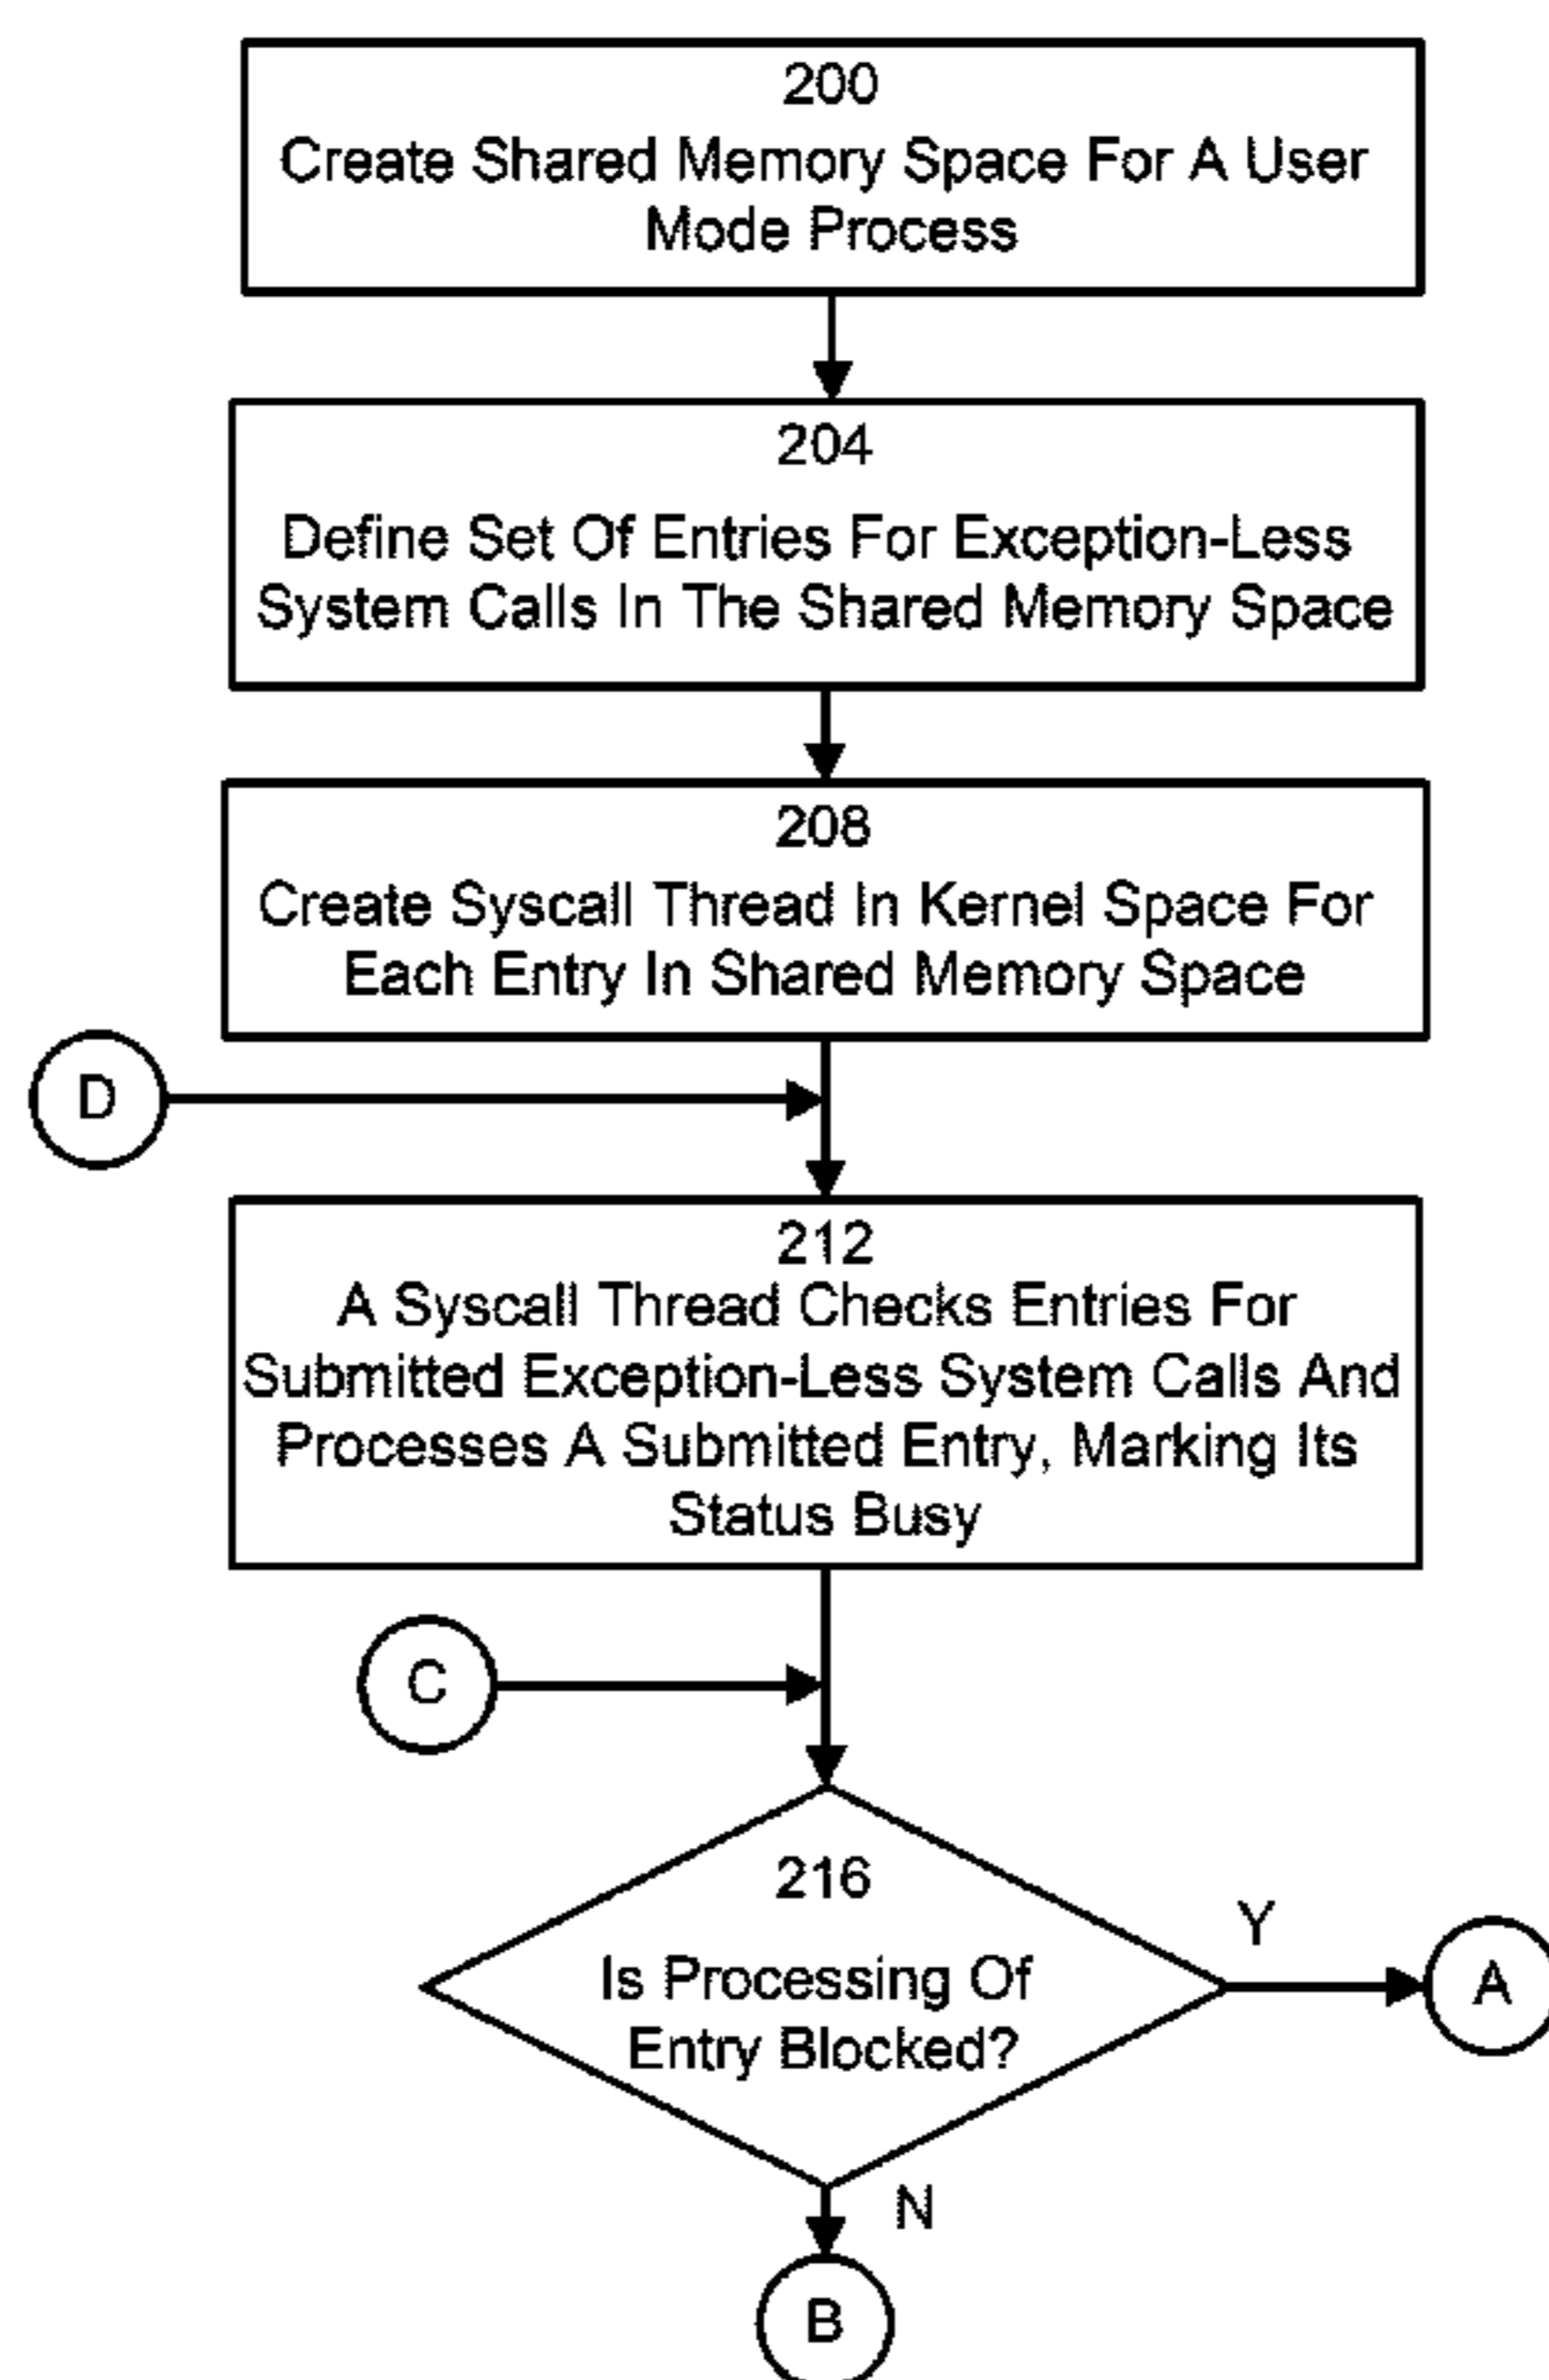 200
Create Shared Memory Space For A User
Mode Process
204
Define Set Of Entries For Exception-Less
System Calls In The Shared Memory Space
208
Create Syscall Thread In Kernel Space For
Each Entry In Shared Memory Space
D
212
A Syscall Thread Checks Entries For
Submitted Exception-Less System Calls And
Processes A Submitted Entry, Marking Its
Status Busy
C
216
Is Processing Of
Entry Blocked?
Y
A
N
B